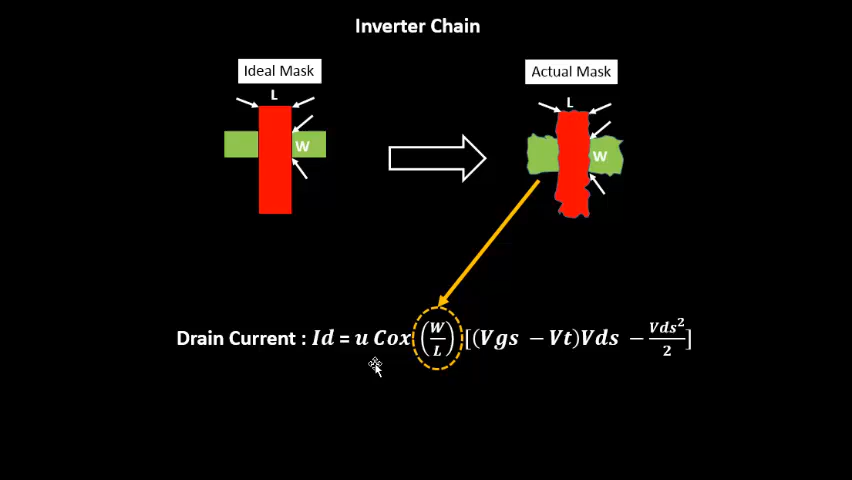 Inverter Chain
Ideal Mask
Actual Mask
L
L
W
W
Drain Current : Id = u Cox (W/L) [(Vgs − Vt)Vds − Vds²/2]